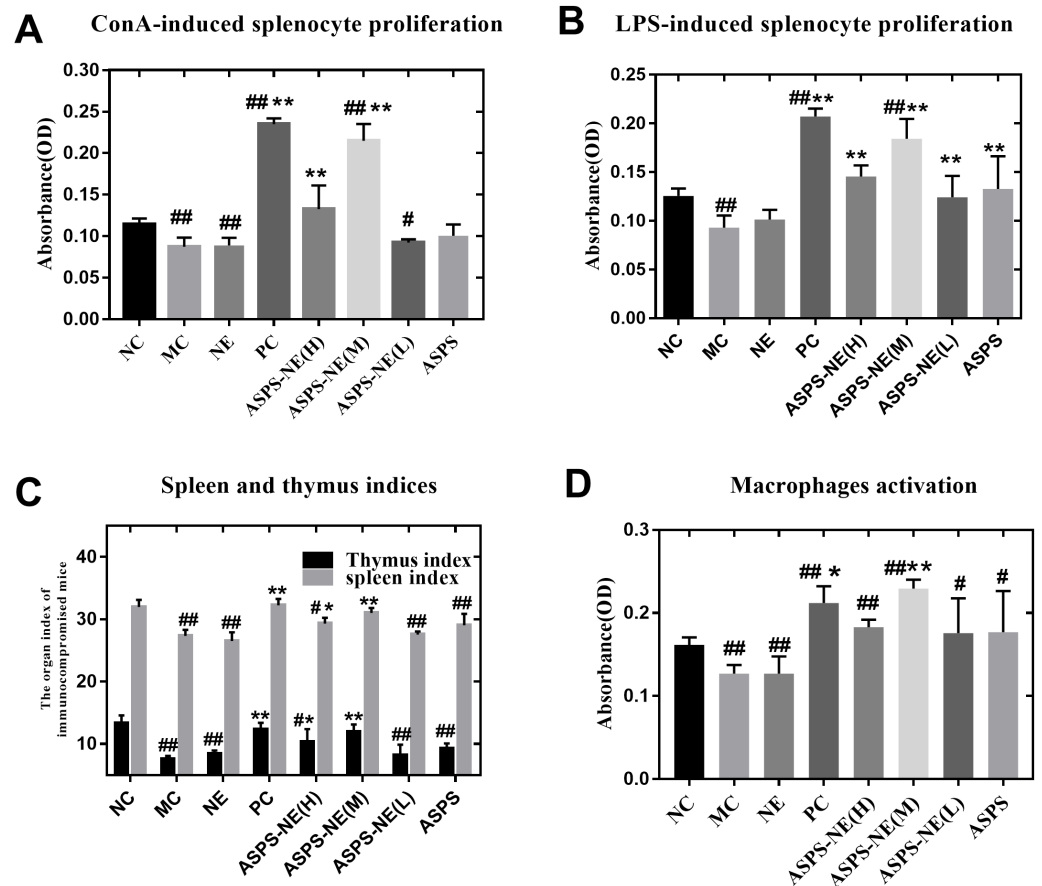 A
ConA-induced splenocyte proliferation
Absorbance(OD)
0.30
0.25
0.20
0.15
0.10
0.05
0.00
##
##
## **
**
## **
#
NC
MC
NE
PC
ASPS-NE(H)
ASPS-NE(M)
ASPS-NE(L)
ASPS
B
LPS-induced splenocyte proliferation
Absorbance(OD)
0.25
0.20
0.15
0.10
0.05
0.00
##
##**
**
##**
**
**
NC
MC
NE
PC
ASPS-NE(H)
ASPS-NE(M)
ASPS-NE(L)
ASPS
C
Spleen and thymus indices
The organ index of
immunocompromised mice
40
30
20
10
Thymus index
spleen index
##
##
**
# *
**
##
##
##
##
**
#*
**
##
##
NC
MC
NE
PC
ASPS-NE(H)
ASPS-NE(M)
ASPS-NE(L)
ASPS
D
Macrophages activation
Absorbance(OD)
0.3
0.2
0.1
0.0
##
##
## *
##
##**
#
#
NC
MC
NE
PC
ASPS-NE(H)
ASPS-NE(M)
ASPS-NE(L)
ASPS